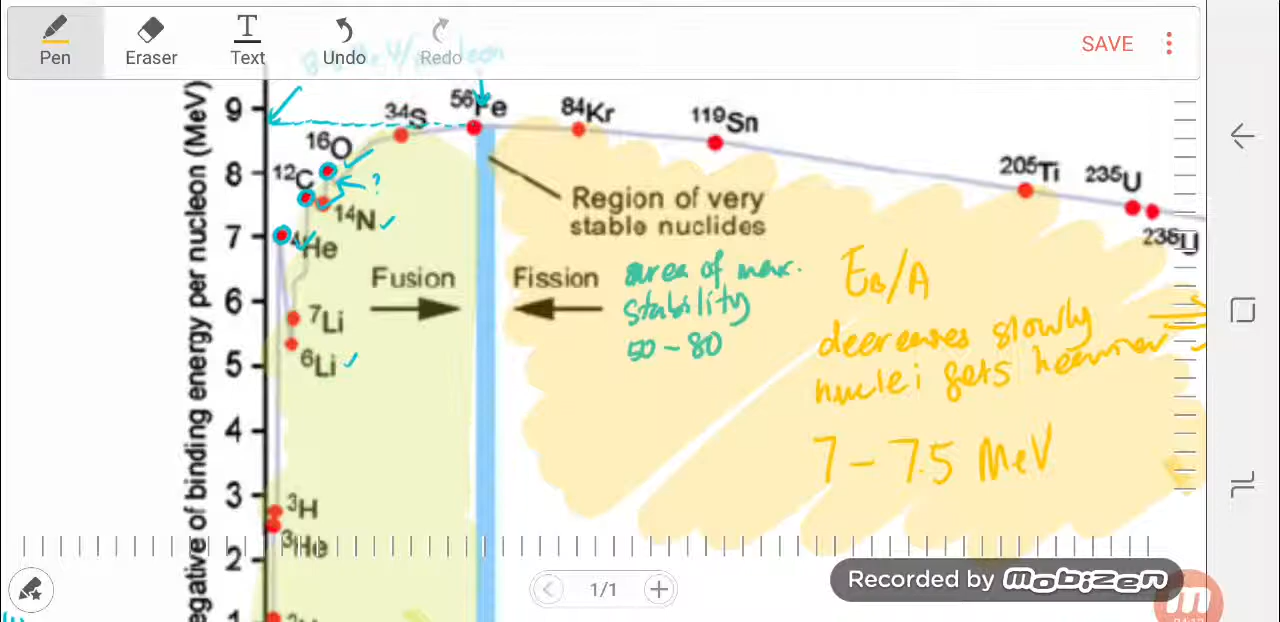 Pen
Eraser
Text
Undo
Redo
SAVE
egative of binding energy per nucleon (MeV)
9
8
7
6
5
4
3
2
1
56Fe
34S
84Kr
119Sn
16O
12C
?
14N
4He
205Ti
235U
238U
Region of very
stable nuclides
Fusion
Fission
7Li
6Li
3H
3He
area of max.
stability
50 - 80
EB/A
decreases slowly
nuclei gets heavier
7 - 7.5 MeV
1/1
Recorded by mobizen